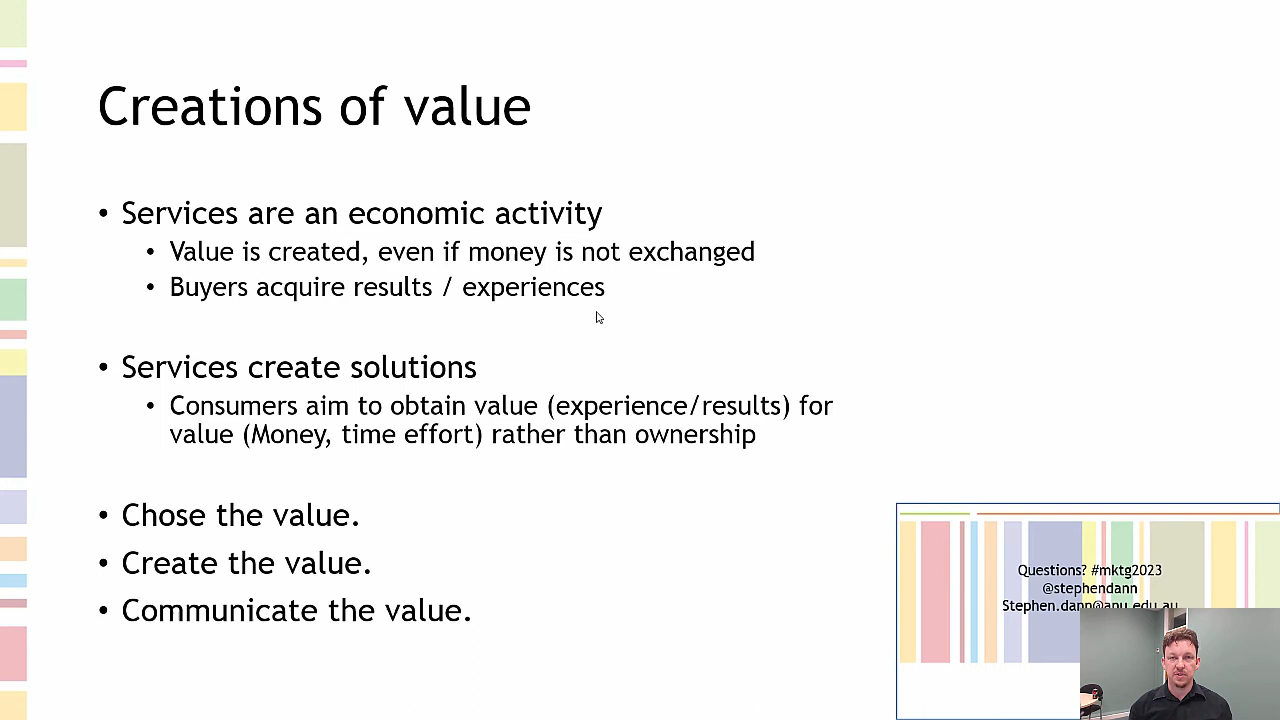 Creations of value
• Services are an economic activity
• Value is created, even if money is not exchanged
• Buyers acquire results / experiences
• Services create solutions
• Consumers aim to obtain value (experience/results) for
value (Money, time effort) rather than ownership
• Chose the value.
• Create the value.
• Communicate the value.
Questions? #mktg2023
@stephendann
Stephen.dann@anu.edu.au